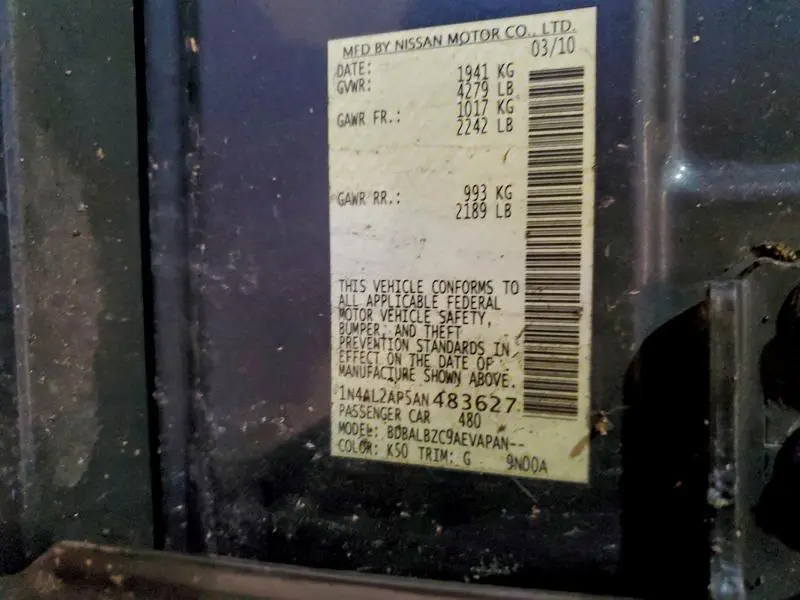 MFD BY NISSAN MOTOR CO., LTD.
DATE: 03/10
GVWR: 1941 KG
4279 LB
GAWR FR.: 1017 KG
2242 LB
GAWR RR.: 993 KG
2189 LB
THIS VEHICLE CONFORMS TO
ALL APPLICABLE FEDERAL
MOTOR VEHICLE SAFETY,
BUMPER, AND THEFT
PREVENTION STANDARDS IN
EFFECT ON THE DATE OF
MANUFACTURE SHOWN ABOVE.
1N4AL2AP5AN483627
PASSENGER CAR 480
MODEL: BDBALBZC9AEVAPAN--
COLOR: K50 TRIM: G 9N00A